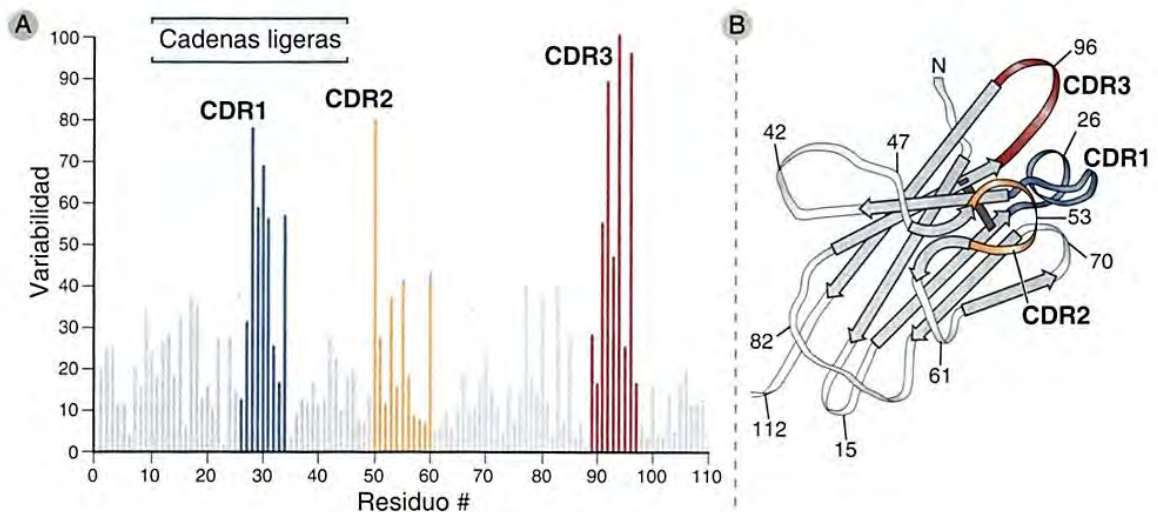 A
Cadenas ligeras
100
90
80
70
60
50
40
30
20
10
0
Variabilidad
CDR1
CDR2
CDR3
0 10 20 30 40 50 60 70 80 90 100 110
Residuo #
B
N
96
CDR3
26
CDR1
42
47
53
70
CDR2
82
61
112
15